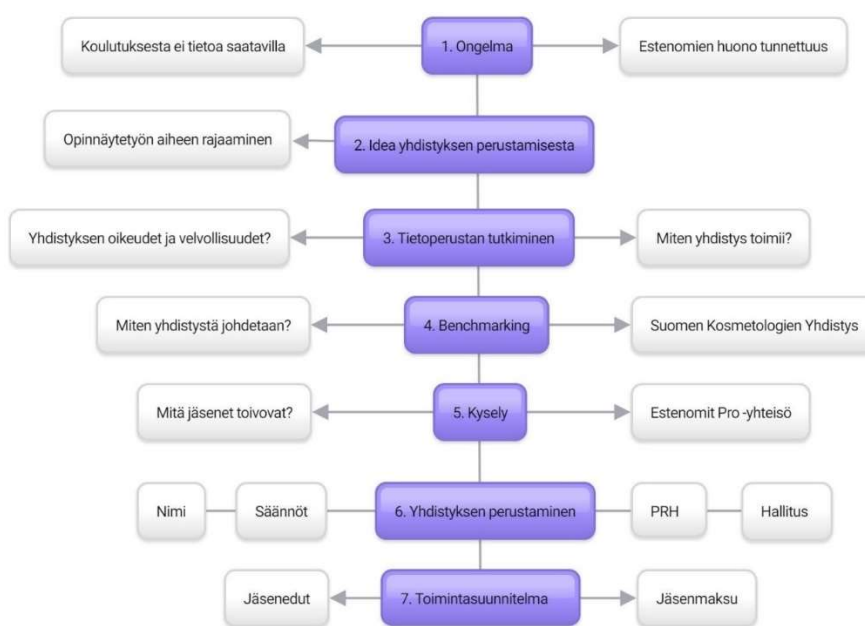 Koulutuksesta ei tietoa saatavilla
1. Ongelma
Estenomien huono tunnettuus
Opinnäytetyön aiheen rajaaminen
2. Idea yhdistyksen perustamisesta
Yhdistyksen oikeudet ja velvollisuudet?
3. Tietoperustan tutkiminen
Miten yhdistys toimii?
Miten yhdistystä johdetaan?
4. Benchmarking
Suomen Kosmetologien Yhdistys
Mitä jäsenet toivovat?
5. Kysely
Estenomit Pro -yhteisö
Nimi
Säännöt
6. Yhdistyksen perustaminen
PRH
Hallitus
Jäsenedut
7. Toimintasuunnitelma
Jäsenmaksu